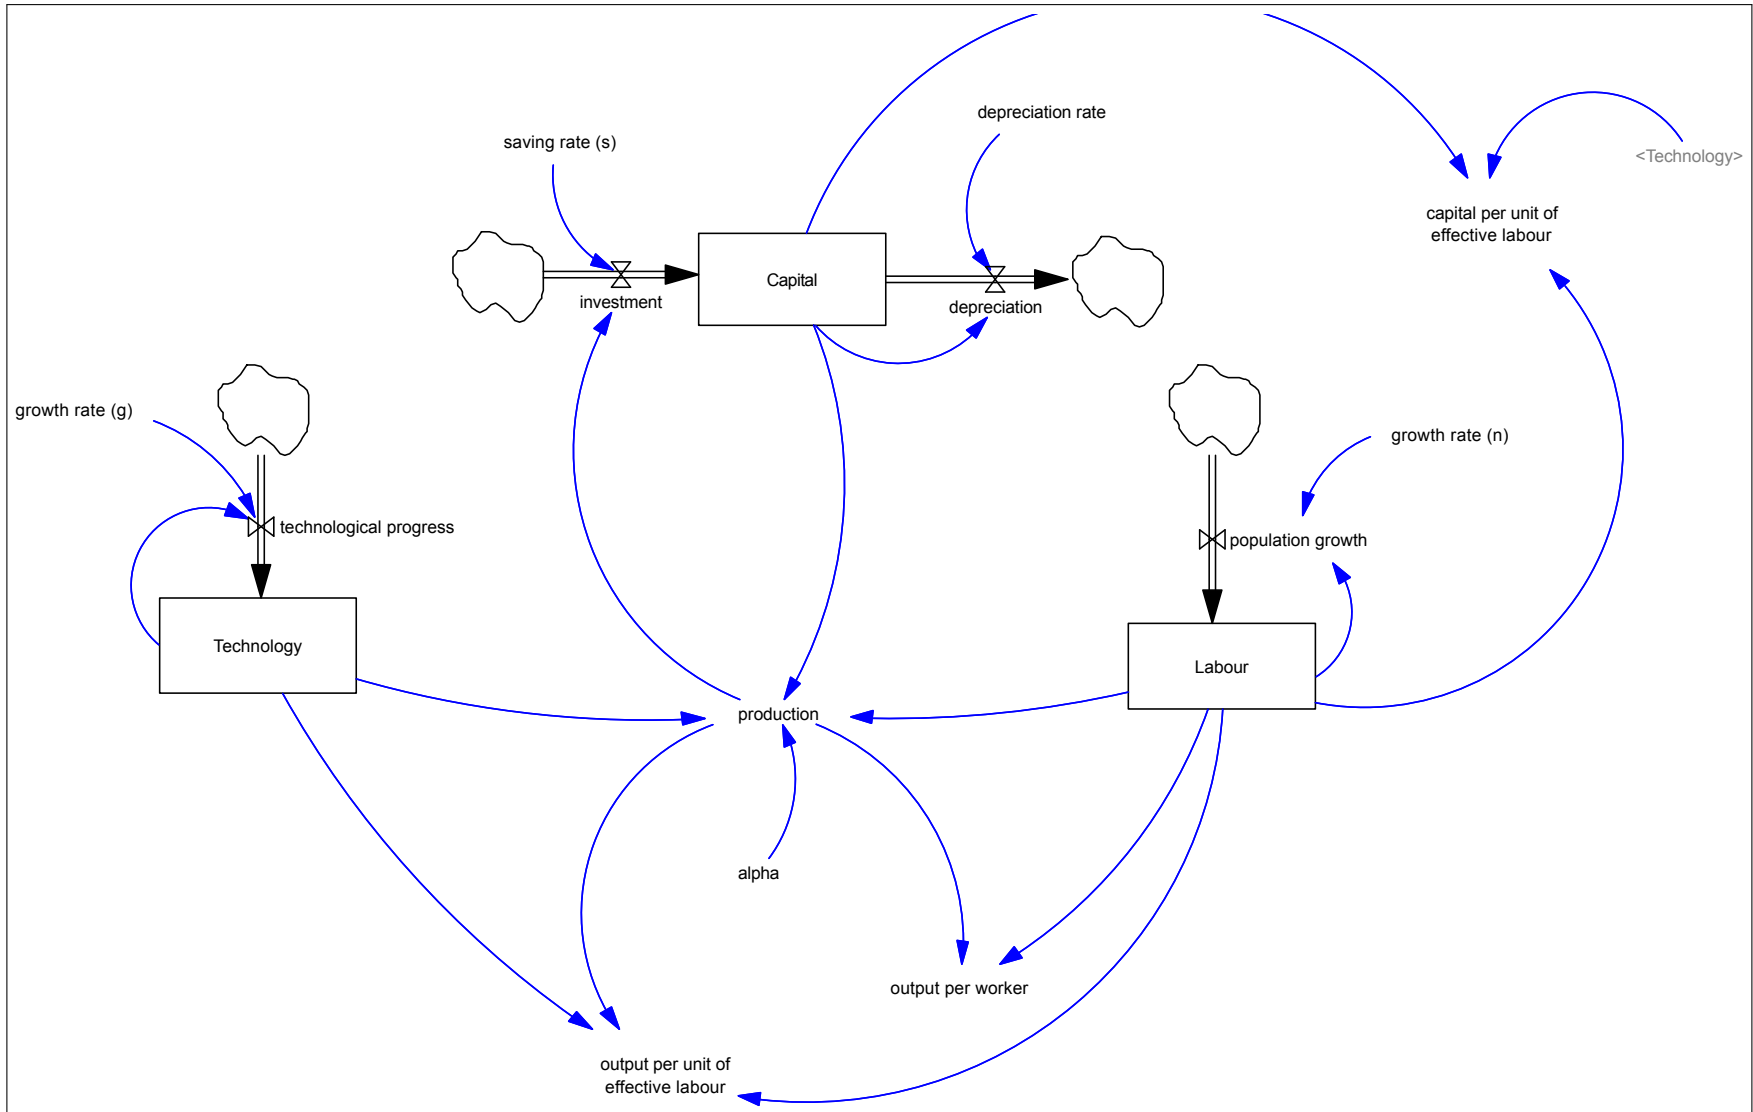 depreciation rate
saving rate (s)
<Technology>
capital per unit of
effective labour
Capital
investment
depreciation
growth rate (g)
growth rate (n)
technological progress
population growth
Technology
Labour
production
alpha
output per worker
output per unit of
effective labour